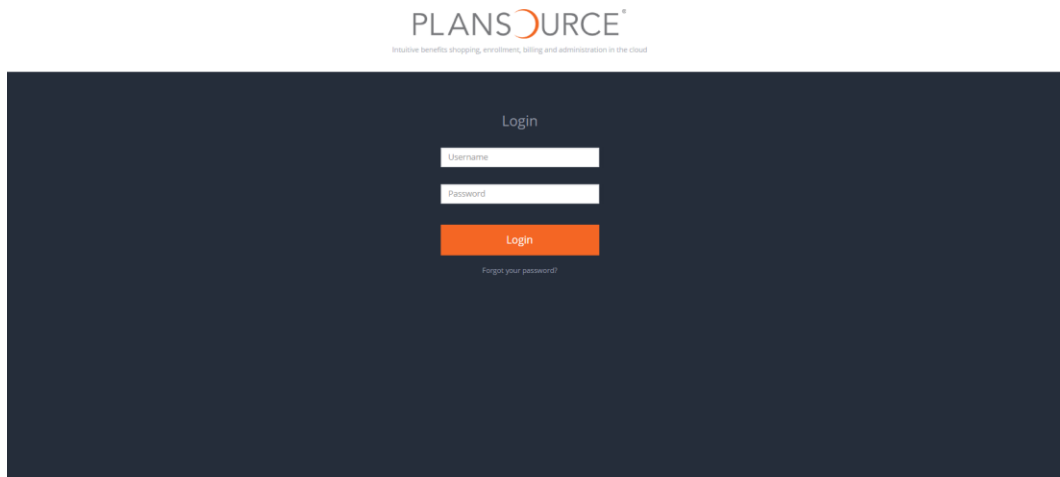 PLANSOURCE®
Intuitive benefits shopping, enrollment, billing and administration in the cloud
Login
Username
Password
Login
Forgot your password?